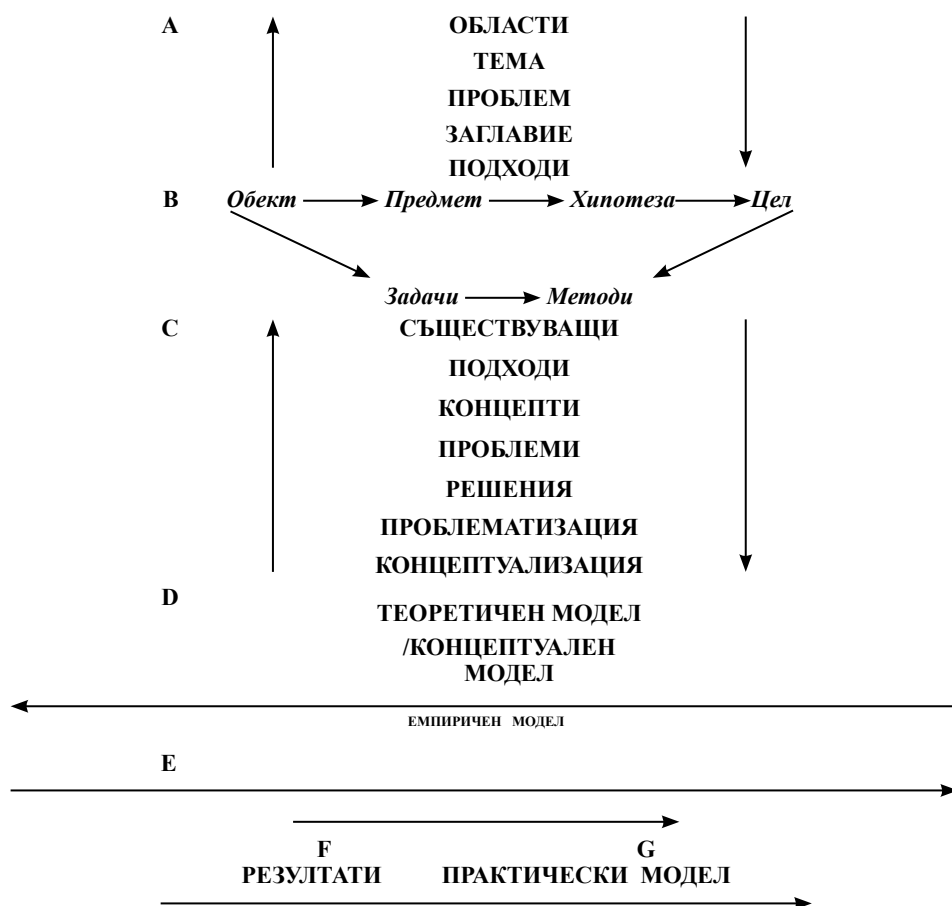 A ОБЛАСТИ
ТЕМА
ПРОБЛЕМ
ЗАГЛАВИЕ
ПОДХОДИ
B Обект Предмет Хипотеза Цел
Задачи Методи
C СЪЩЕСТВУВАЩИ
ПОДХОДИ
КОНЦЕПТИ
ПРОБЛЕМИ
РЕШЕНИЯ
ПРОБЛЕМАТИЗАЦИЯ
КОНЦЕПТУАЛИЗАЦИЯ
D ТЕОРЕТИЧЕН МОДЕЛ
/КОНЦЕПТУАЛЕН
МОДЕЛ
ЕМПИРИЧЕН МОДЕЛ
E
F G
РЕЗУЛТАТИ ПРАКТИЧЕСКИ МОДЕЛ